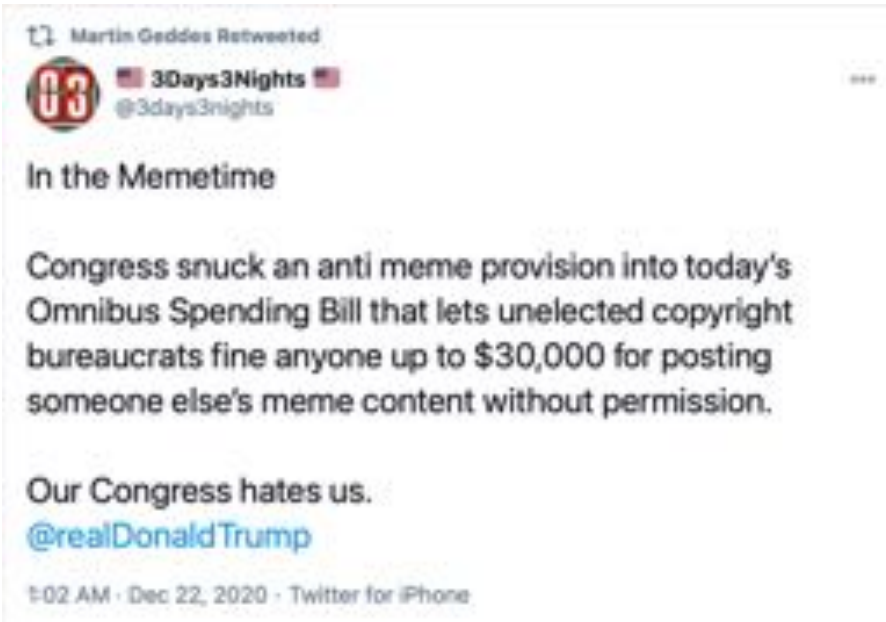 Martin Geddes Retweeted
🇺🇸 3Days3Nights 🇺🇸
@3days3nights
In the Memetime
Congress snuck an anti meme provision into today's
Omnibus Spending Bill that lets unelected copyright
bureaucrats fine anyone up to $30,000 for posting
someone else's meme content without permission.
Our Congress hates us.
@realDonaldTrump
1:02 AM · Dec 22, 2020 · Twitter for iPhone